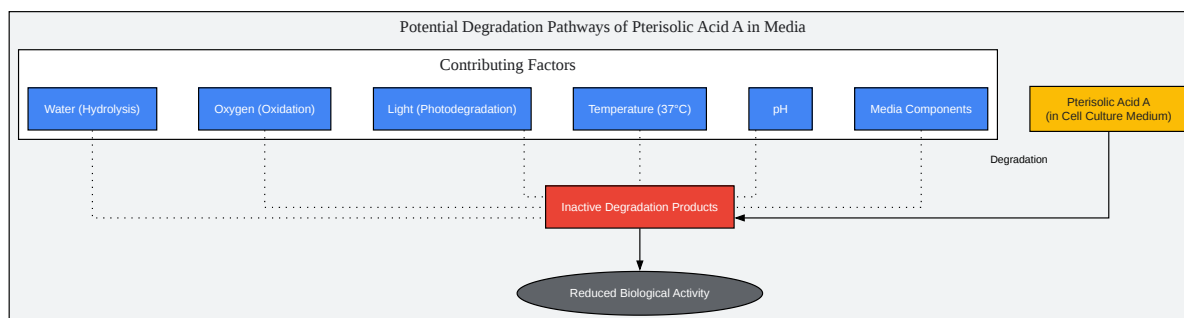 Potential Degradation Pathways of Pterisolic Acid A in Media
Contributing Factors
Water (Hydrolysis)
Oxygen (Oxidation)
Light (Photodegradation)
Temperature (37°C)
pH
Media Components
Pterisolic Acid A
(in Cell Culture Medium)
Degradation
Inactive Degradation Products
Reduced Biological Activity